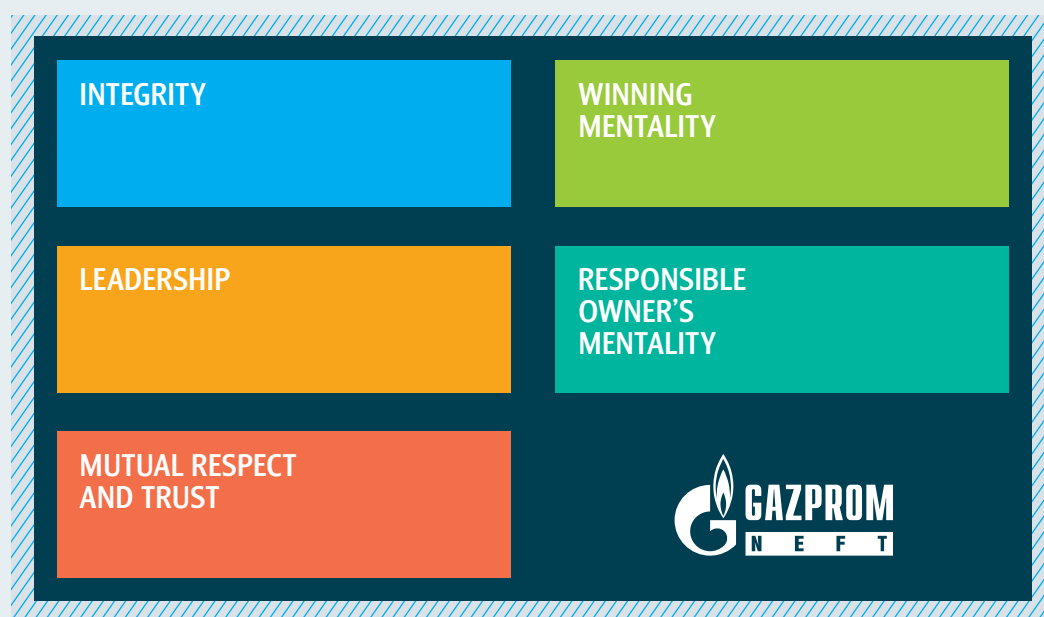 INTEGRITY
WINNING
MENTALITY
LEADERSHIP
RESPONSIBLE
OWNER’S
MENTALITY
MUTUAL RESPECT
AND TRUST
GAZPROM
NEFT